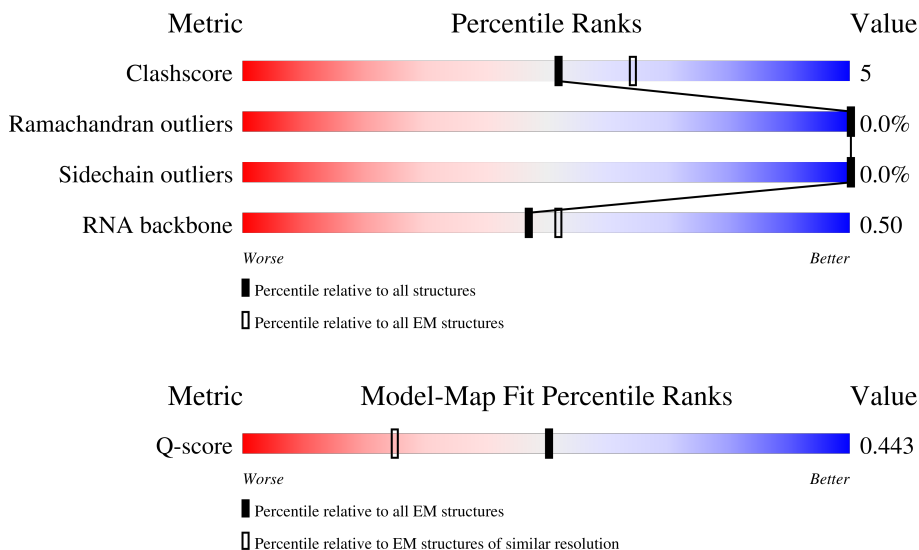 Metric Percentile Ranks Value
Clashscore 5
Ramachandran outliers 0.0%
Sidechain outliers 0.0%
RNA backbone 0.50
Worse Better
Percentile relative to all structures
Percentile relative to all EM structures
Metric Model-Map Fit Percentile Ranks Value
Q-score 0.443
Worse Better
Percentile relative to all EM structures
Percentile relative to EM structures of similar resolution